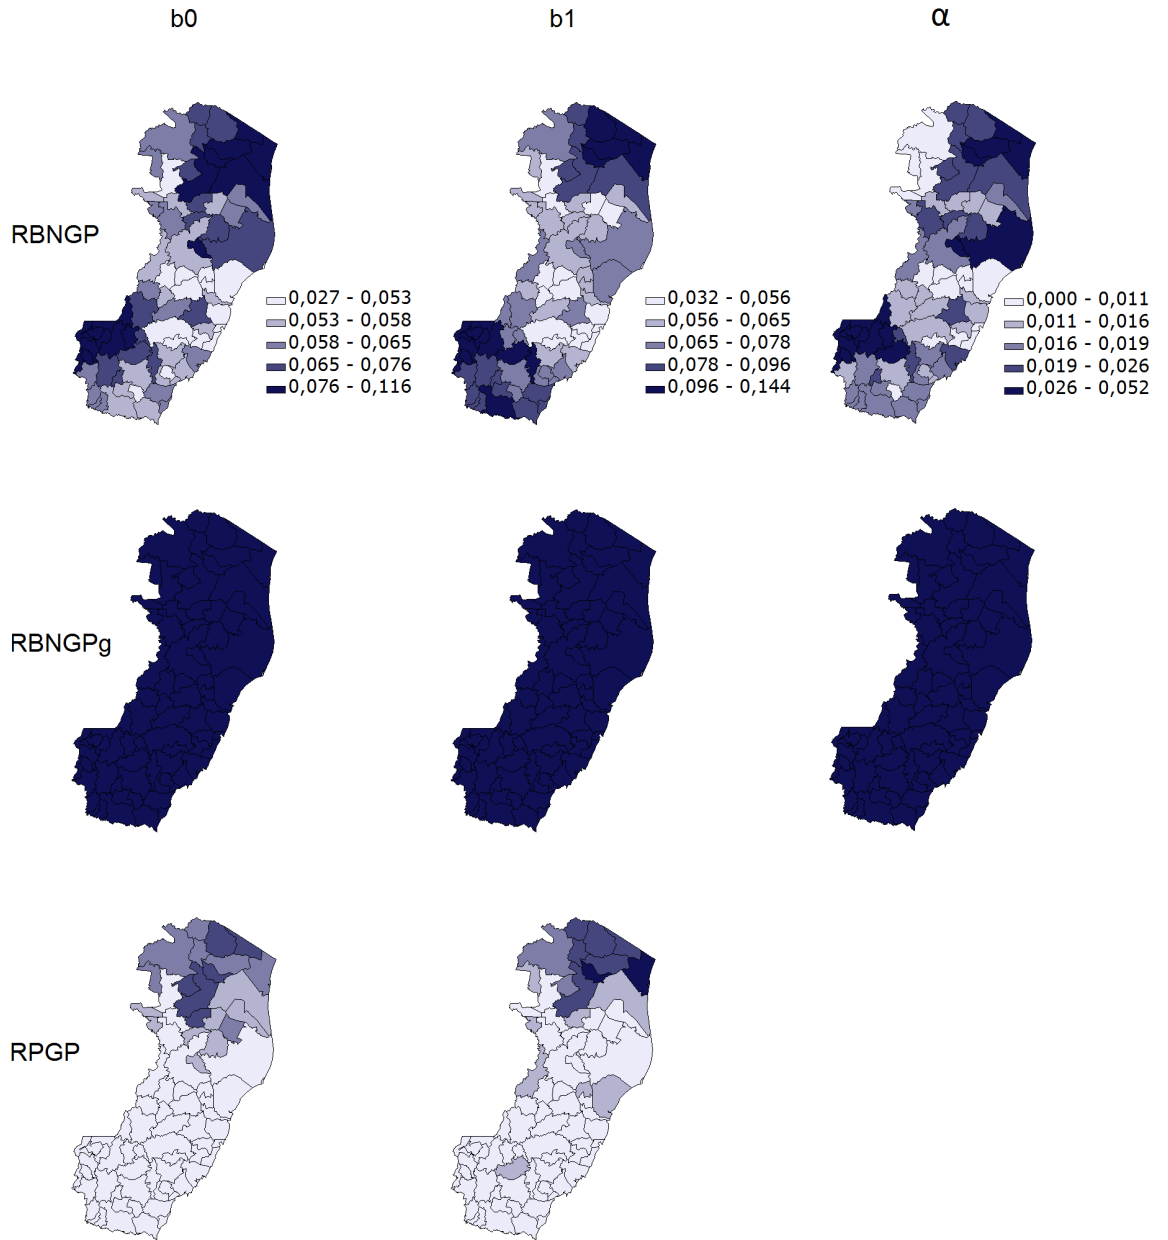 b0
b1
α
RBNGP
0,027 - 0,053
0,053 - 0,058
0,058 - 0,065
0,065 - 0,076
0,076 - 0,116
0,032 - 0,056
0,056 - 0,065
0,065 - 0,078
0,078 - 0,096
0,096 - 0,144
0,000 - 0,011
0,011 - 0,016
0,016 - 0,019
0,019 - 0,026
0,026 - 0,052
RBNGPg
RPGP